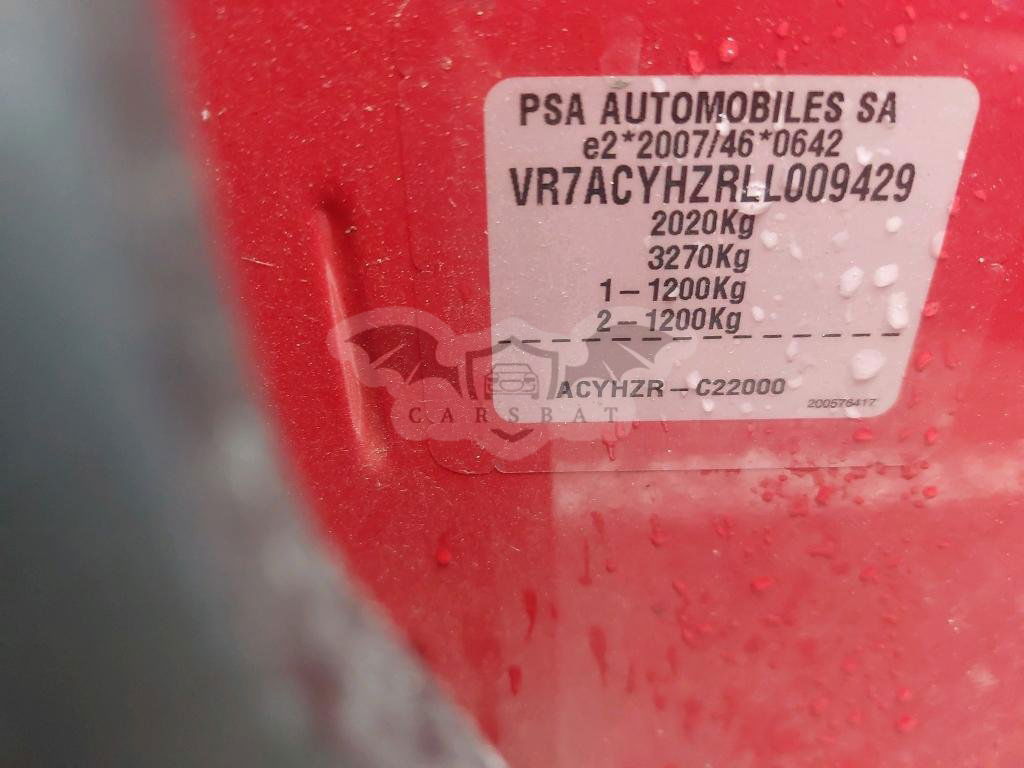 PSA AUTOMOBILES SA
e2*2007/46*0642
VR7ACYHZRLL009429
2020Kg
3270Kg
1-1200Kg
2-1200Kg
ACYHZR-C22000
200576417
CARSBAT